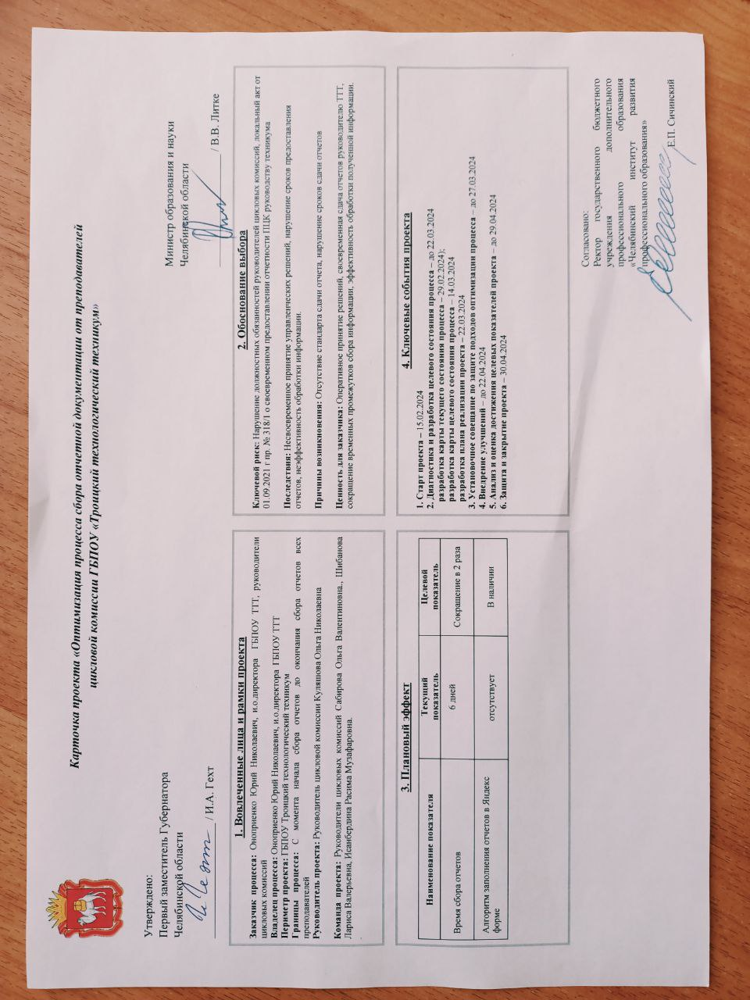 Карточка проекта «Оптимизация процесса сбора отчетной документации от преподавателей
цикловой комиссии ГБПОУ «Троицкий технологический техникум»
Утверждено:
Первый заместитель Губернатора
Челябинской области
/ И.А. Гехт
Министр образования и науки
Челябинской области
/ В.В. Литке
1. Вовлеченные лица и рамки проекта
Заказчик процесса: Оноприенко Юрий Николаевич, и.о.директора ГБПОУ ТТТ, руководители
цикловых комиссий
Владелец процесса: Оноприенко Юрий Николаевич, и.о.директора ГБПОУ ТТТ
Периметр проекта: ГБПОУ Троицкий технологический техникум
Границы процесса: С момента начала сбора отчетов до окончания сбора отчетов всех
преподавателей
Руководитель проекта: Руководитель цикловой комиссии Куляшова Ольга Николаевна
Команда проекта: Руководители цикловых комиссий Сабирова Ольга Валентиновна., Шибанова
Лариса Валерьевна, Исанбердина Расима Музафаровна.
2. Обоснование выбора
Ключевой риск: Нарушение должностных обязанностей руководителей цикловых комиссий, локальный акт от
01.09.2021 г пр. № 318/1 о своевременном предоставлении отчетности ПЦК руководству техникума
Последствия: Несвоевременное принятие управленческих решений, нарушение сроков предоставления
отчетов, неэффективность обработки информации.
Причины возникновения: Отсутствие стандарта сдачи отчета, нарушение сроков сдачи отчетов
Ценность для заказчика: Оперативное принятие решений, своевременная сдача отчетов руководителю ТТТ,
сокращение временных промежутков сбора информации, эффективность обработки полученной информации.
3. Плановый эффект
Наименование показателя
Текущий
показатель
Целевой
показатель
Время сбора отчетов
6 дней
Сокращение в 2 раза
Алгоритм заполнения отчетов в Яндекс
форме
отсутствует
В наличии
4. Ключевые события проекта
1. Старт проекта – 15.02.2024
2. Диагностика и разработка целевого состояния процесса – до 22.03.2024
разработка карты текущего состояния процесса – 29.02.2024);
разработка карты целевого состояния процесса – 14.03.2024
разработка плана реализации проекта – 22.03.2024
3. Установочное совещание по защите подходов оптимизации процесса – до 27.03.2024
4. Внедрение улучшений – до 22.04.2024
5. Анализ и оценка достижения целевых показателей проекта – до 29.04.2024
6. Защита и закрытие проекта – 30.04.2024
Согласовано:
Ректор государственного бюджетного
учреждения дополнительного
профессионального образования
«Челябинский институт развития
профессионального образования»
Е.П. Сичинский